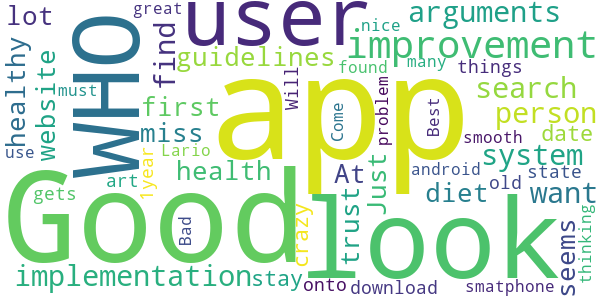 great
lot
WHO
find
user
nice
arguments
improvement
guidelines
found
many
things
healthy
website
must
first
app
Will
search
person
miss
Come
problem
Best
smooth
date
use
Lario
At
Just
system
art
1year
health
android
old
state
gets
Good
Bad
crazy
trust
look
diet
want
seems
thinking
implementation
stay
onto
download
smatphone